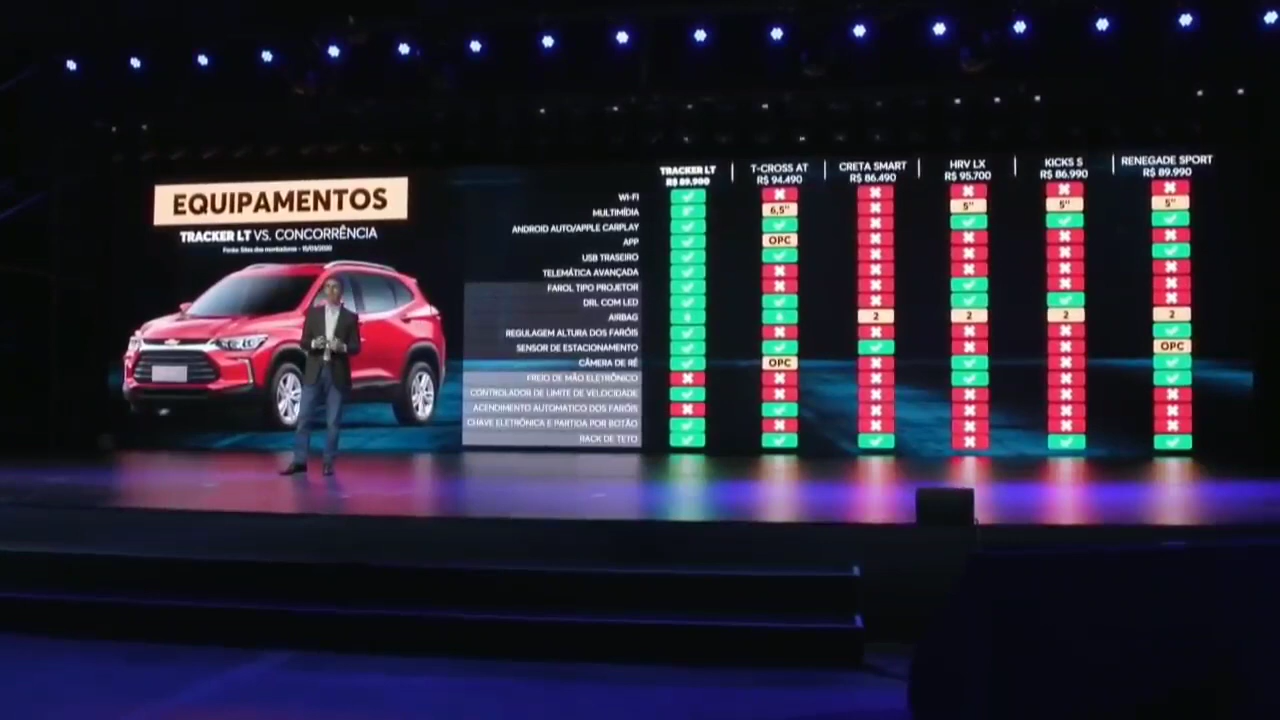 EQUIPAMENTOS
TRACKER LT VS. CONCORRÊNCIA
TRACKER LT
R$ 89.900
T-CROSS AT
R$ 94.490
CRETA SMART
R$ 86.490
HRV LX
R$ 95.700
KICKS S
R$ 86.990
RENEGADE SPORT
R$ 89.990
WI-FI
MULTIMÍDIA 6,5" 5" 5" 5"
ANDROID AUTO/APPLE CARPLAY
APP OPC
USB TRASEIRO
TELEMÁTICA AVANÇADA
FAROL TIPO PROJETOR
DRL COM LED
AIRBAG 6 6 2 2 2 2
REGULAGEM ALTURA DOS FARÓIS
SENSOR DE ESTACIONAMENTO OPC
CÂMERA DE RÉ OPC
FREIO DE MÃO ELETRÔNICO
CONTROLADOR DE LIMITE DE VELOCIDADE
ACENDIMENTO AUTOMATICO DOS FARÓIS
CHAVE ELETRÔNICA E PARTIDA POR BOTÃO
RACK DE TETO